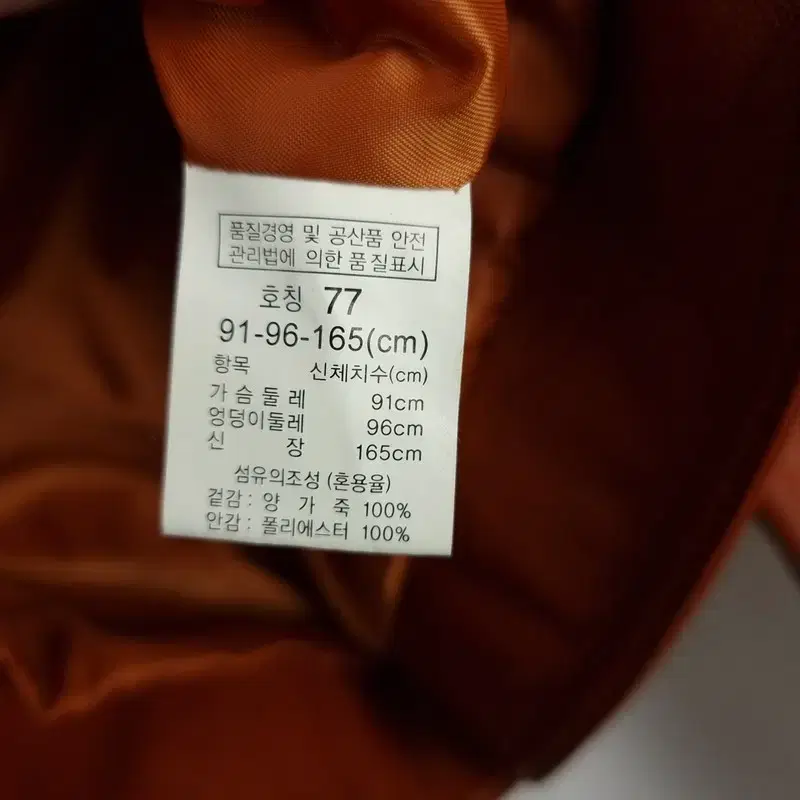 품질경영 및 공산품 안전
관리법에 의한 품질표시
호칭 77
91-96-165(cm)
항목 신체치수(cm)
가슴둘레 91cm
엉덩이둘레 96cm
신 장 165cm
섬유의조성 (혼용율)
겉감 : 양 가 죽 100%
안감 : 폴리에스터 100%